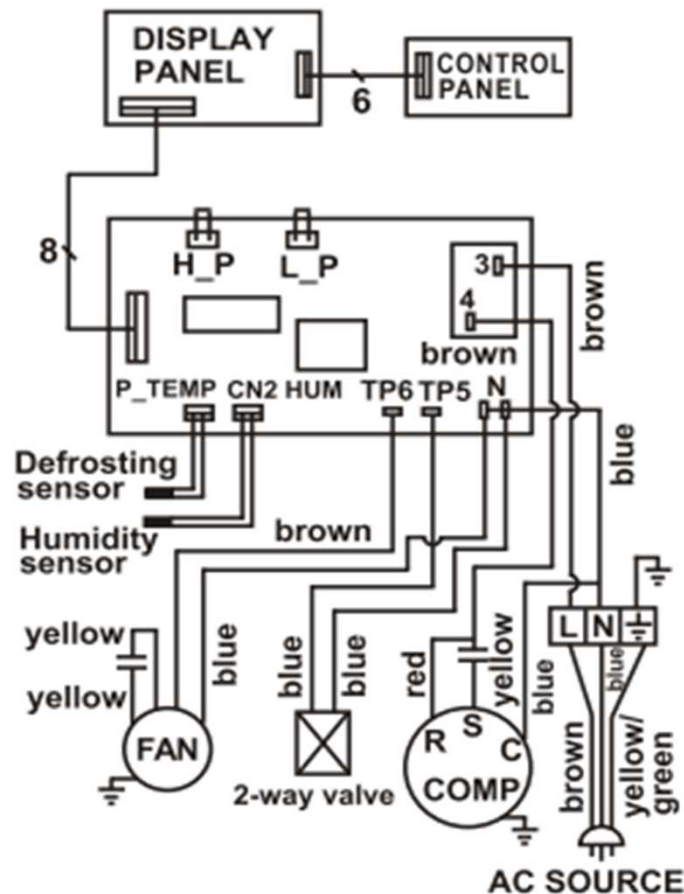 DISPLAY
PANEL
CONTROL
PANEL
6
8
H_P
L_P
3
4
brown
brown
P_TEMP CN2 HUM TP6 TP5 N
Defrosting
sensor
Humidity
sensor
brown
blue
yellow
yellow
blue
blue
blue
red
yellow
blue
L N
blue
FAN
2-way valve
R S C
COMP
brown
yellow/
green
AC SOURCE